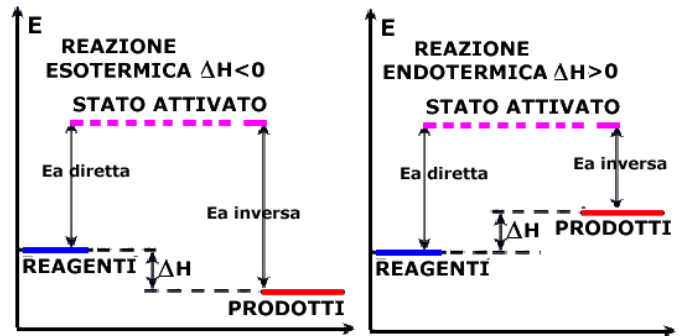 E
REAZIONE
ESOTERMICA ΔH<0
STATO ATTIVATO
Ea diretta
Ea inversa
REAGENTI
ΔH
PRODOTTI
E
REAZIONE
ENDOTERMICA ΔH>0
STATO ATTIVATO
Ea diretta
Ea inversa
ΔH
PRODOTTI
REAGENTI